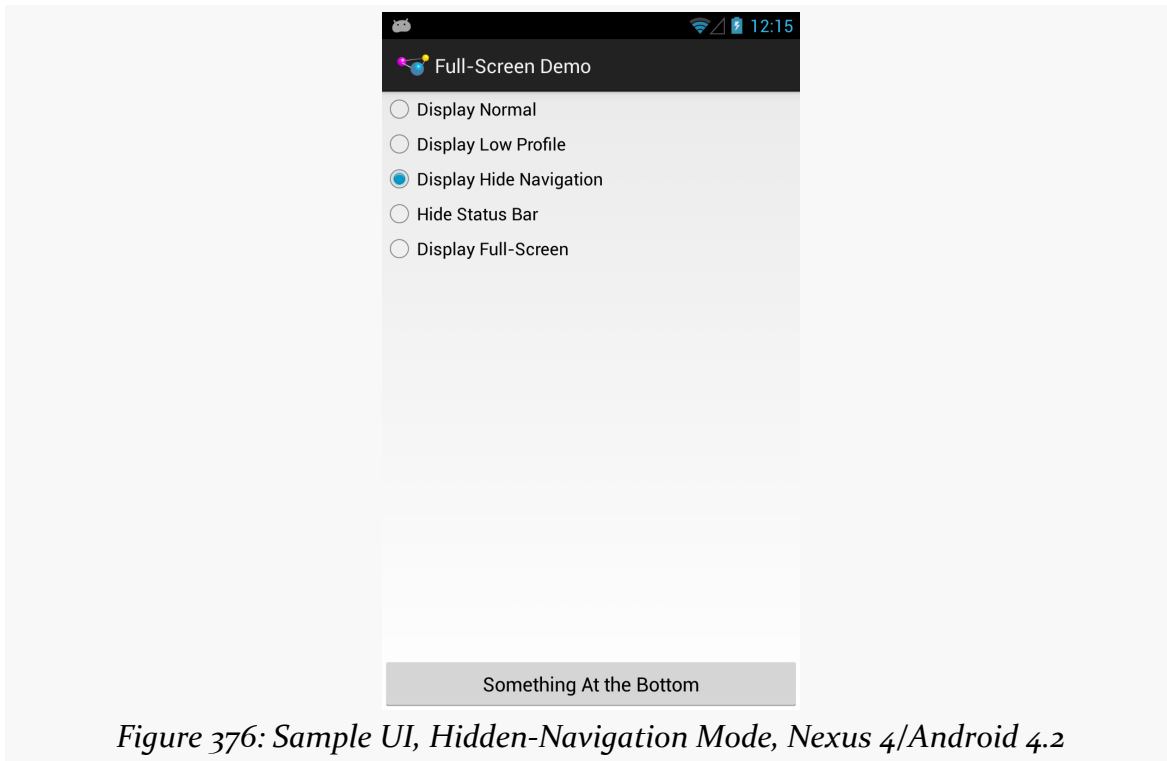 12:15
Full-Screen Demo
Display Normal
Display Low Profile
Display Hide Navigation
Hide Status Bar
Display Full-Screen
Something At the Bottom
Figure 376: Sample UI, Hidden-Navigation Mode, Nexus 4/Android 4.2